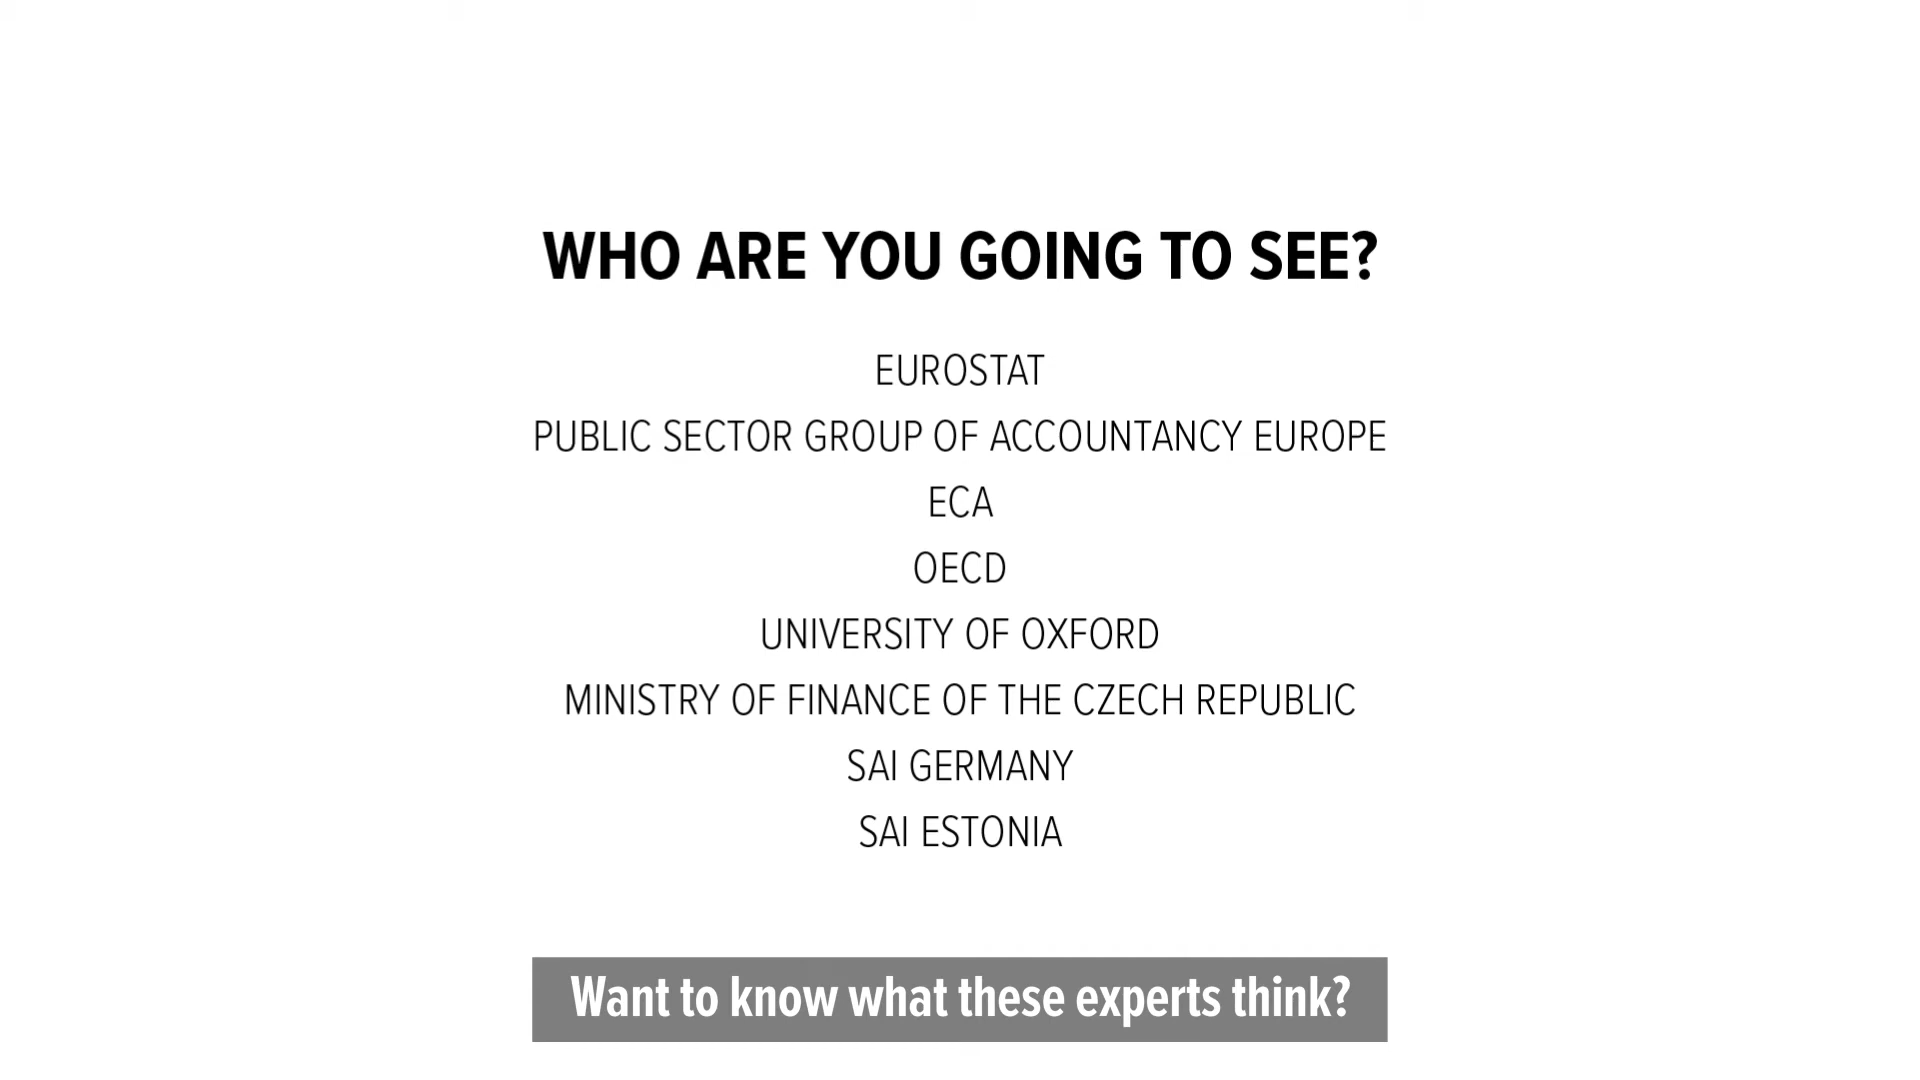 WHO ARE YOU GOING TO SEE?
EUROSTAT
PUBLIC SECTOR GROUP OF ACCOUNTANCY EUROPE
ECA
OECD
UNIVERSITY OF OXFORD
MINISTRY OF FINANCE OF THE CZECH REPUBLIC
SAI GERMANY
SAI ESTONIA
Want to know what these experts think?